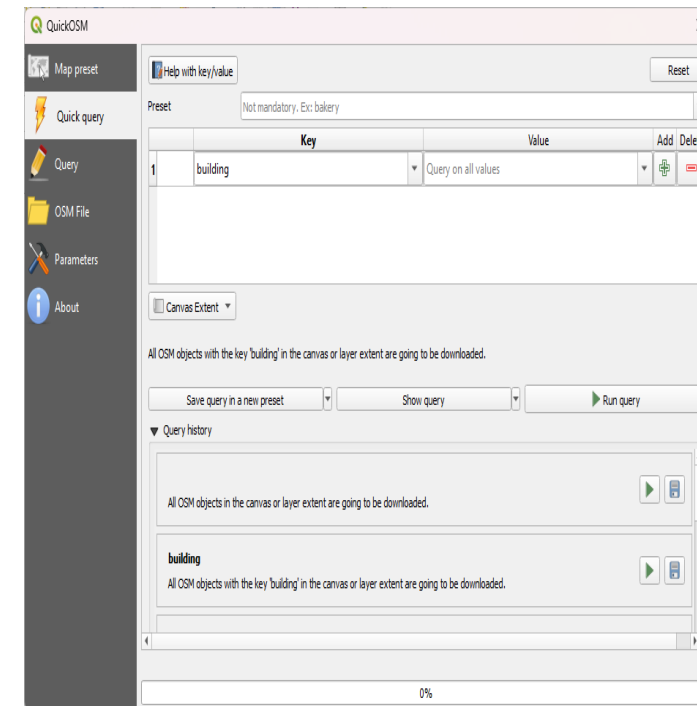 QuickOSM
Map preset
Quick query
Query
OSM File
Parameters
About
Help with key/value
Reset
Preset
Not mandatory. Ex: bakery
Key Value Add Dele
1 building Query on all values
Canvas Extent
All OSM objects with the key 'building' in the canvas or layer extent are going to be downloaded.
Save query in a new preset Show query Run query
Query history
All OSM objects in the canvas or layer extent are going to be downloaded.
building
All OSM objects with the key 'building' in the canvas or layer extent are going to be downloaded.
0%